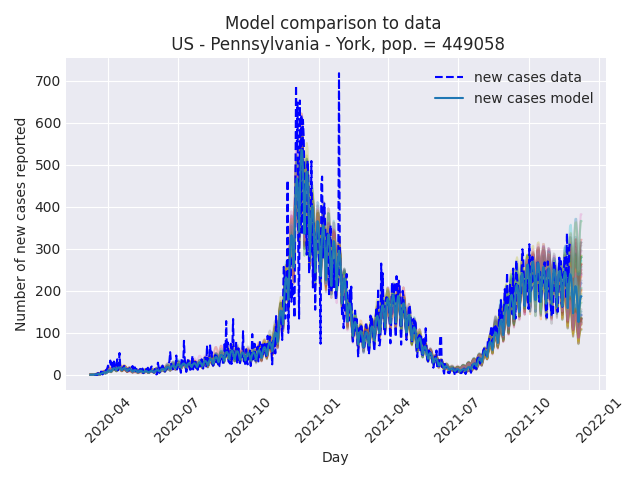 Model comparison to data
US - Pennsylvania - York, pop. = 449058
new cases data
new cases model
Number of new cases reported
700
600
500
400
300
200
100
0
2020-04
2020-07
2020-10
2021-01
2021-04
2021-07
2021-10
2022-01
Day